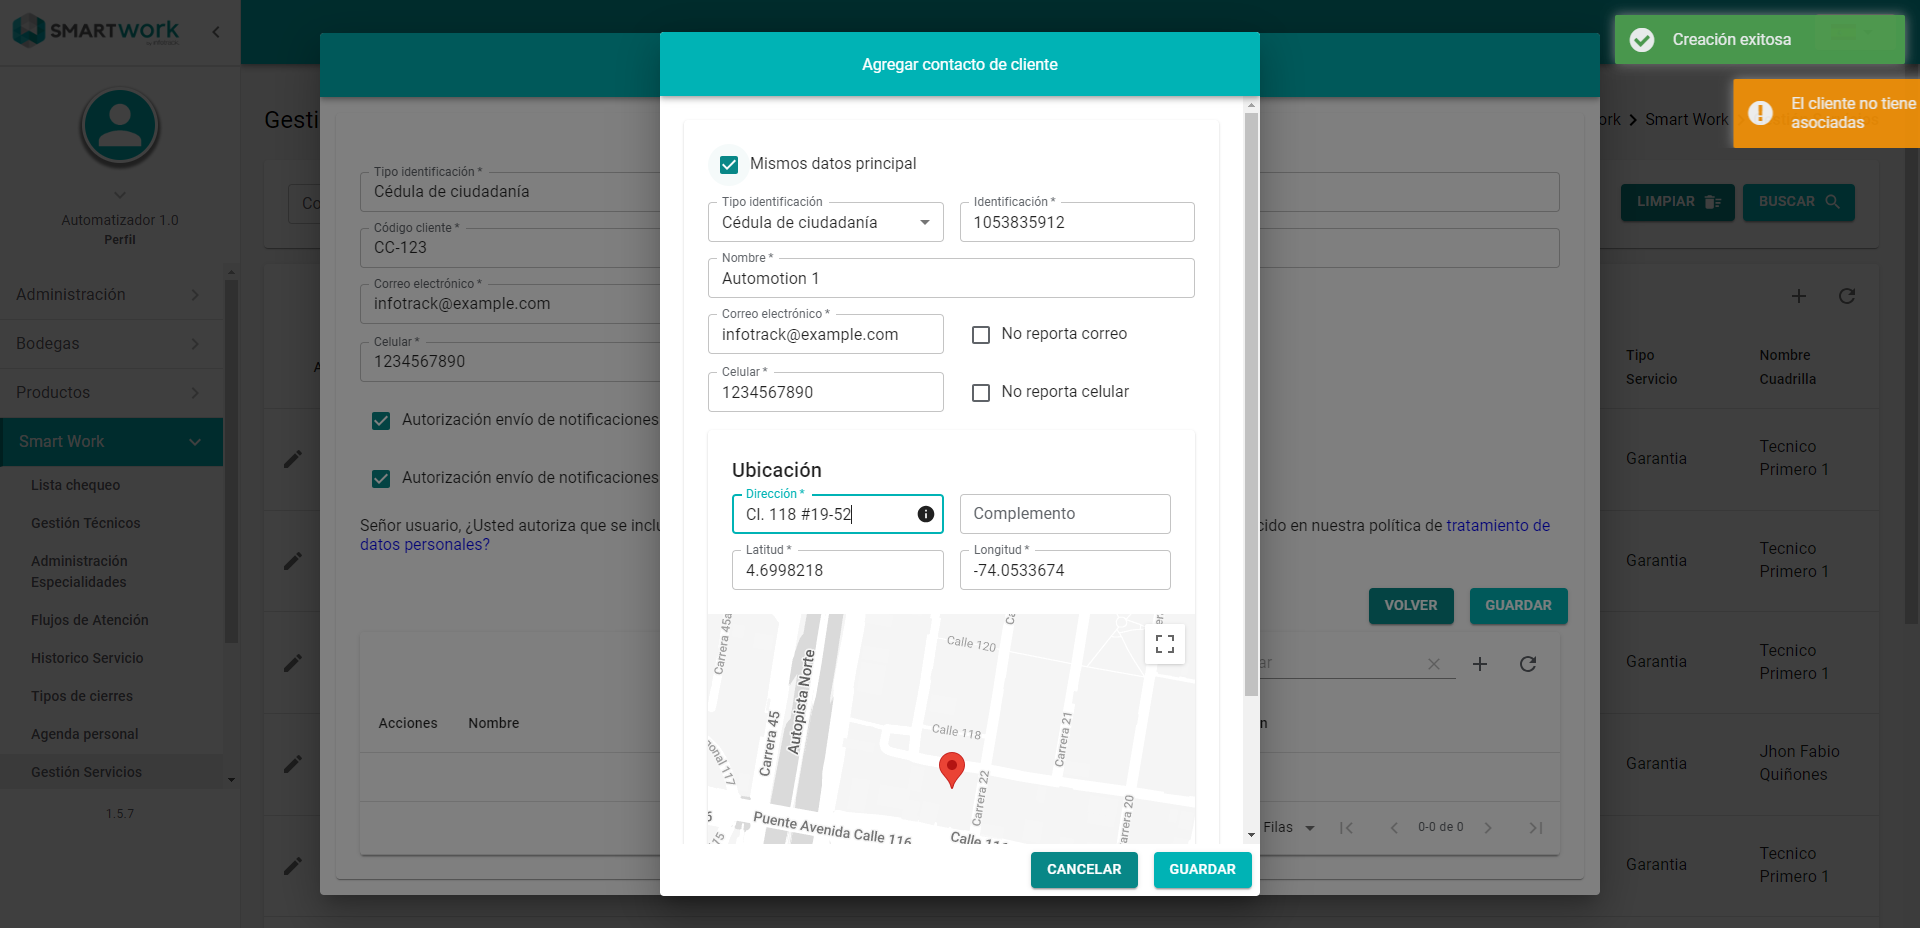 SMARTWORK
Automatizador 1.0
Perfil
Administración
Bodegas
Productos
Smart Work
Lista chequeo
Gestión Técnicos
Administración
Especialidades
Flujos de Atención
Historico Servicio
Tipos de cierres
Agenda personal
Gestión Servicios
1.5.7
Gesti
Co
A
ork > Smart Work
LIMPIAR
BUSCAR
Tipo
Servicio
Nombre
Cuadrilla
Garantia
Tecnico
Primero 1
Garantia
Tecnico
Primero 1
Garantia
Tecnico
Primero 1
Garantia
Jhon Fabio
Quiñones
Garantia
Tecnico
Primero 1
Tipo identificación *
Cédula de ciudadanía
Código cliente *
CC-123
Correo electrónico *
infotrack@example.com
Celular *
1234567890
Autorización envío de notificaciones
Autorización envío de notificaciones
Señor usuario, ¿Usted autoriza que se inclu
cido en nuestra política de tratamiento de
datos personales?
VOLVER
GUARDAR
ar
Acciones
Nombre
n
Filas
0-0 de 0
Agregar contacto de cliente
Mismos datos principal
Tipo identificación
Cédula de ciudadanía
Identificación *
1053835912
Nombre *
Automotion 1
Correo electrónico *
infotrack@example.com
No reporta correo
Celular *
1234567890
No reporta celular
Ubicación
Dirección *
Cl. 118 #19-52
Complemento
Latitud *
4.6998218
Longitud *
-74.0533674
Carrera 45a
Autopista Norte
Carrera 45
Calle 120
Calle 118
Carrera 21
Carrera 22
Carrera 20
onal 117
Puente Avenida Calle 116
Calle 11
CANCELAR
GUARDAR
Creación exitosa
El cliente no tiene
asociadas